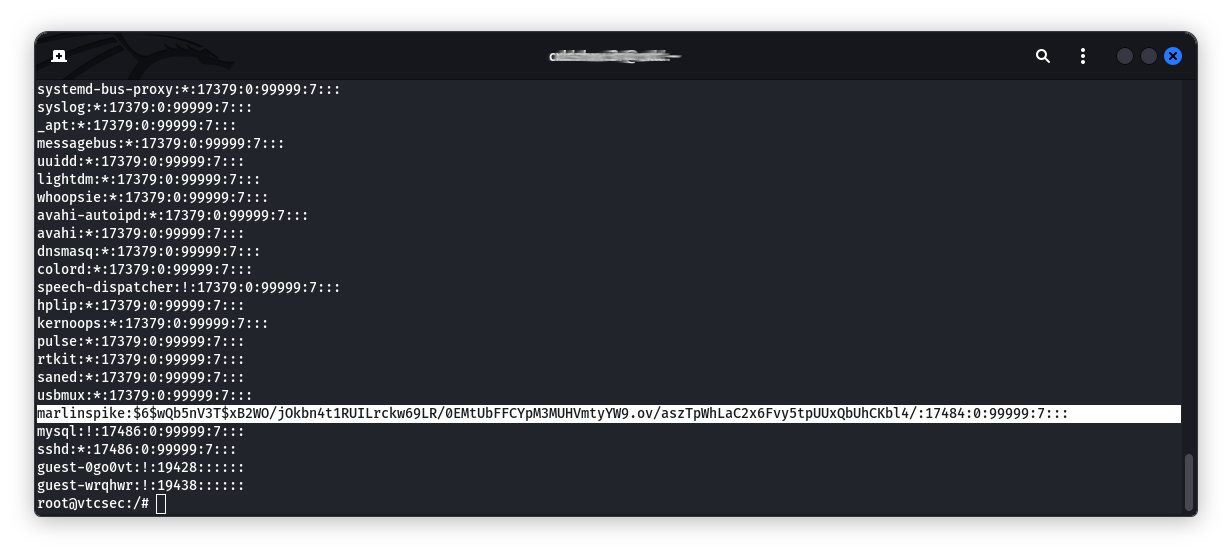 systemd-bus-proxy:*:17379:0:99999:7:::
syslog:*:17379:0:99999:7:::
_apt:*:17379:0:99999:7:::
messagebus:*:17379:0:99999:7:::
uuidd:*:17379:0:99999:7:::
lightdm:*:17379:0:99999:7:::
whoopsie:*:17379:0:99999:7:::
avahi-autoipd:*:17379:0:99999:7:::
avahi:*:17379:0:99999:7:::
dnsmasq:*:17379:0:99999:7:::
colord:*:17379:0:99999:7:::
speech-dispatcher:!:17379:0:99999:7:::
hplip:*:17379:0:99999:7:::
kernoops:*:17379:0:99999:7:::
pulse:*:17379:0:99999:7:::
rtkit:*:17379:0:99999:7:::
saned:*:17379:0:99999:7:::
usbmux:*:17379:0:99999:7:::
marlinspike:$6$wQb5nV3T$xB2WO/jOkbn4t1RUILrckw69LR/0EMtUbFFCYpM3MUHVmtyYW9.ov/aszTpWhLaC2x6Fvy5tpUUxQbUhCKbl4/:17484:0:99999:7:::
mysql:!:17486:0:99999:7:::
sshd:*:17486:0:99999:7:::
guest-0go0vt:!:19428::::::
guest-wrqhwr:!:19438::::::
root@vtcsec:/#